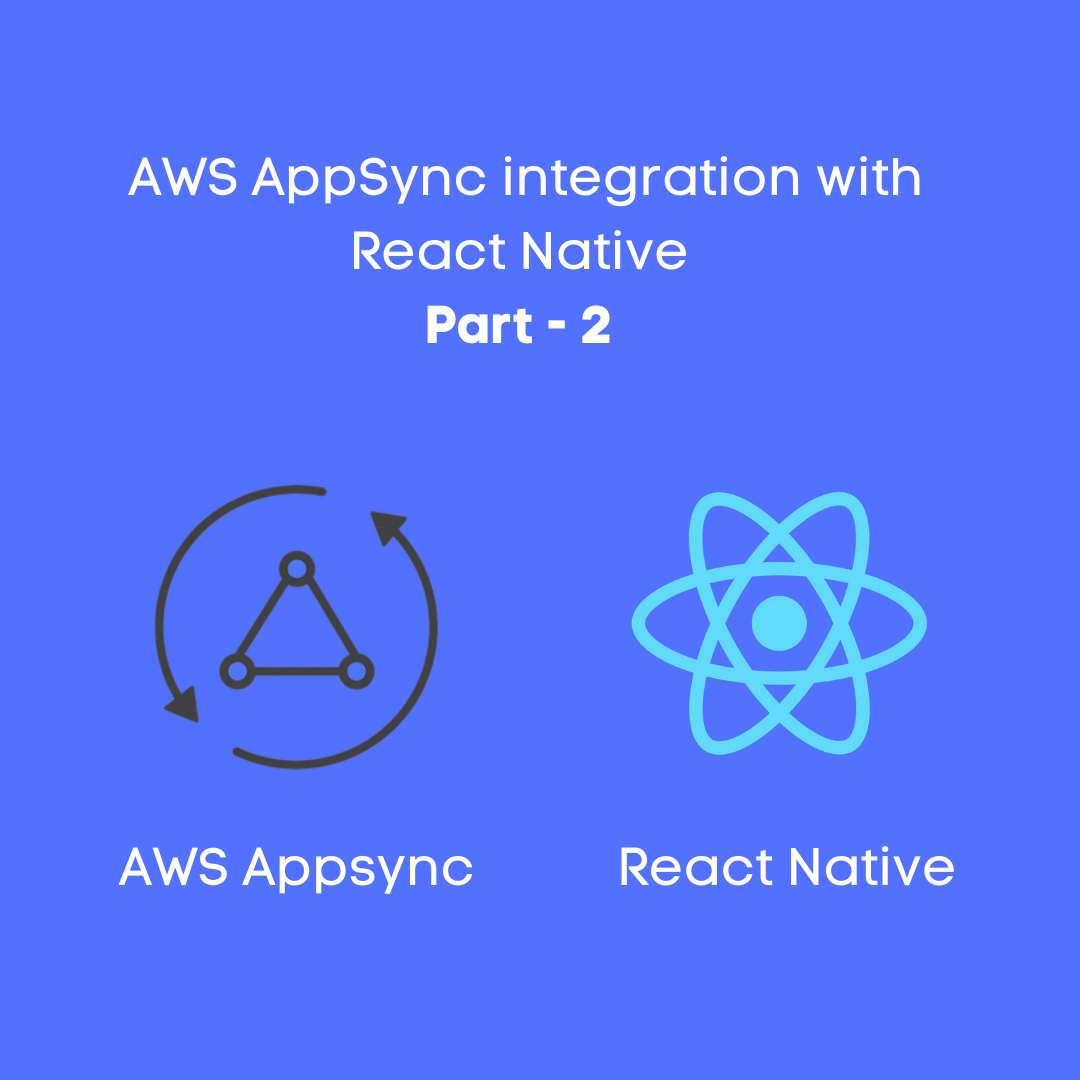 AWS AppSync integration with
React Native
Part - 2
AWS Appsync
React Native